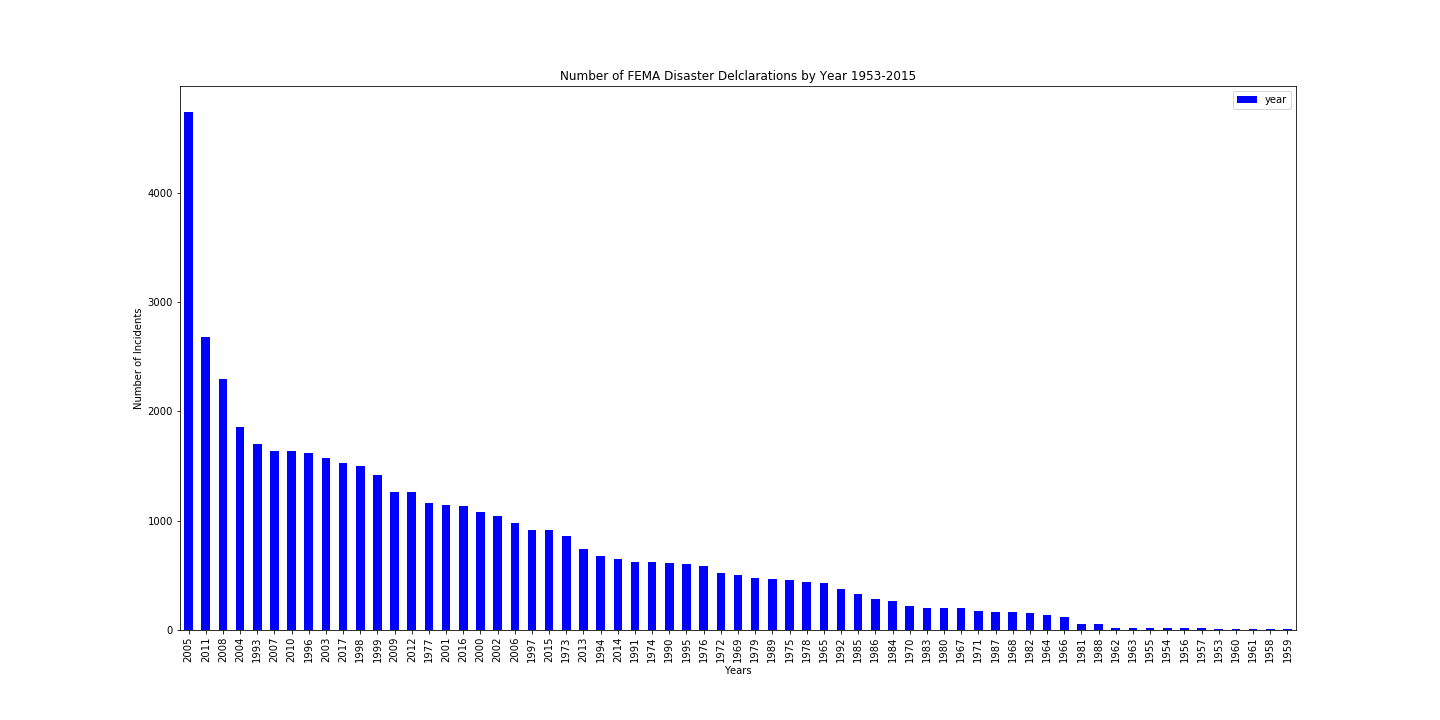 Number of FEMA Disaster Delclarations by Year 1953-2015
year
4000
3000
2000
1000
0
Number of Incidents
2005 2011 2008 2004 1993 2007 2010 1996 2003 2017 1998 1999 2009 2012 1977 2001 2016 2000 2002 2006 1997 2015 1973 2013 1994 2014 1991 1974 1990 1995 1976 1972 1969 1979 1989 1975 1978 1965 1992 1985 1986 1984 1970 1983 1980 1967 1971 1987 1968 1982 1964 1966 1981 1988 1962 1963 1955 1954 1956 1957 1953 1960 1961 1958 1959
Years